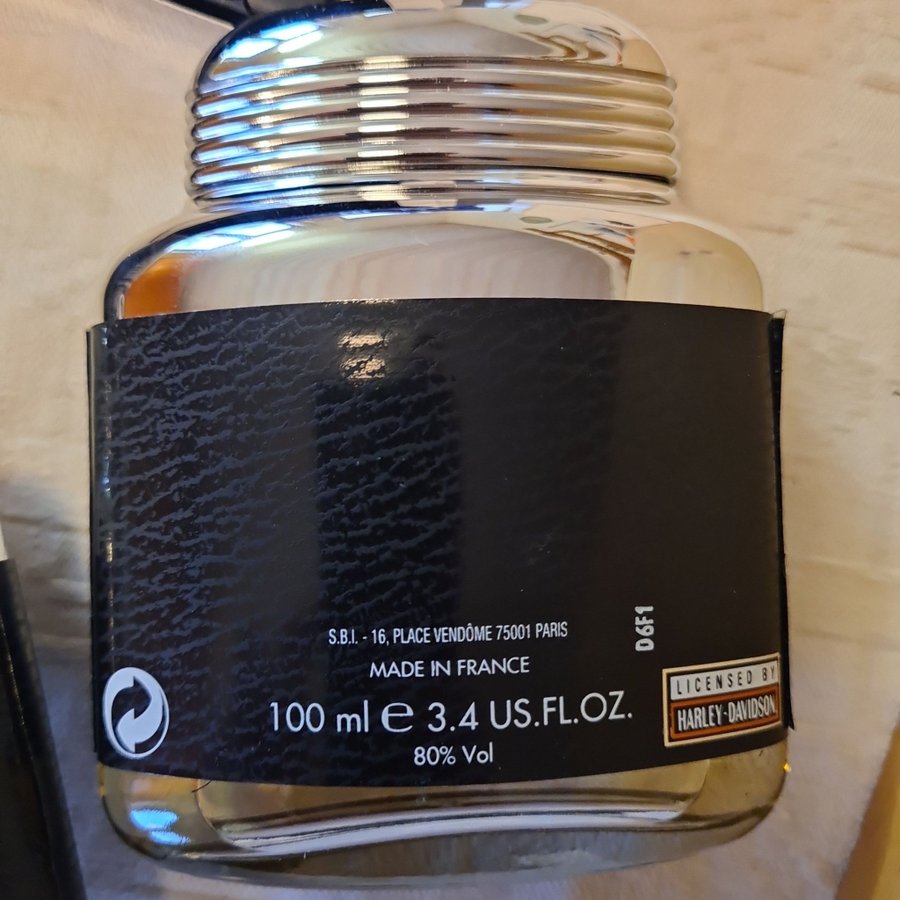 S.B.I. - 16, PLACE VENDÔME 75001 PARIS
MADE IN FRANCE
100 ml e 3.4 US.FL.OZ.
80% Vol
D6F1
LICENSED BY
HARLEY-DAVIDSON